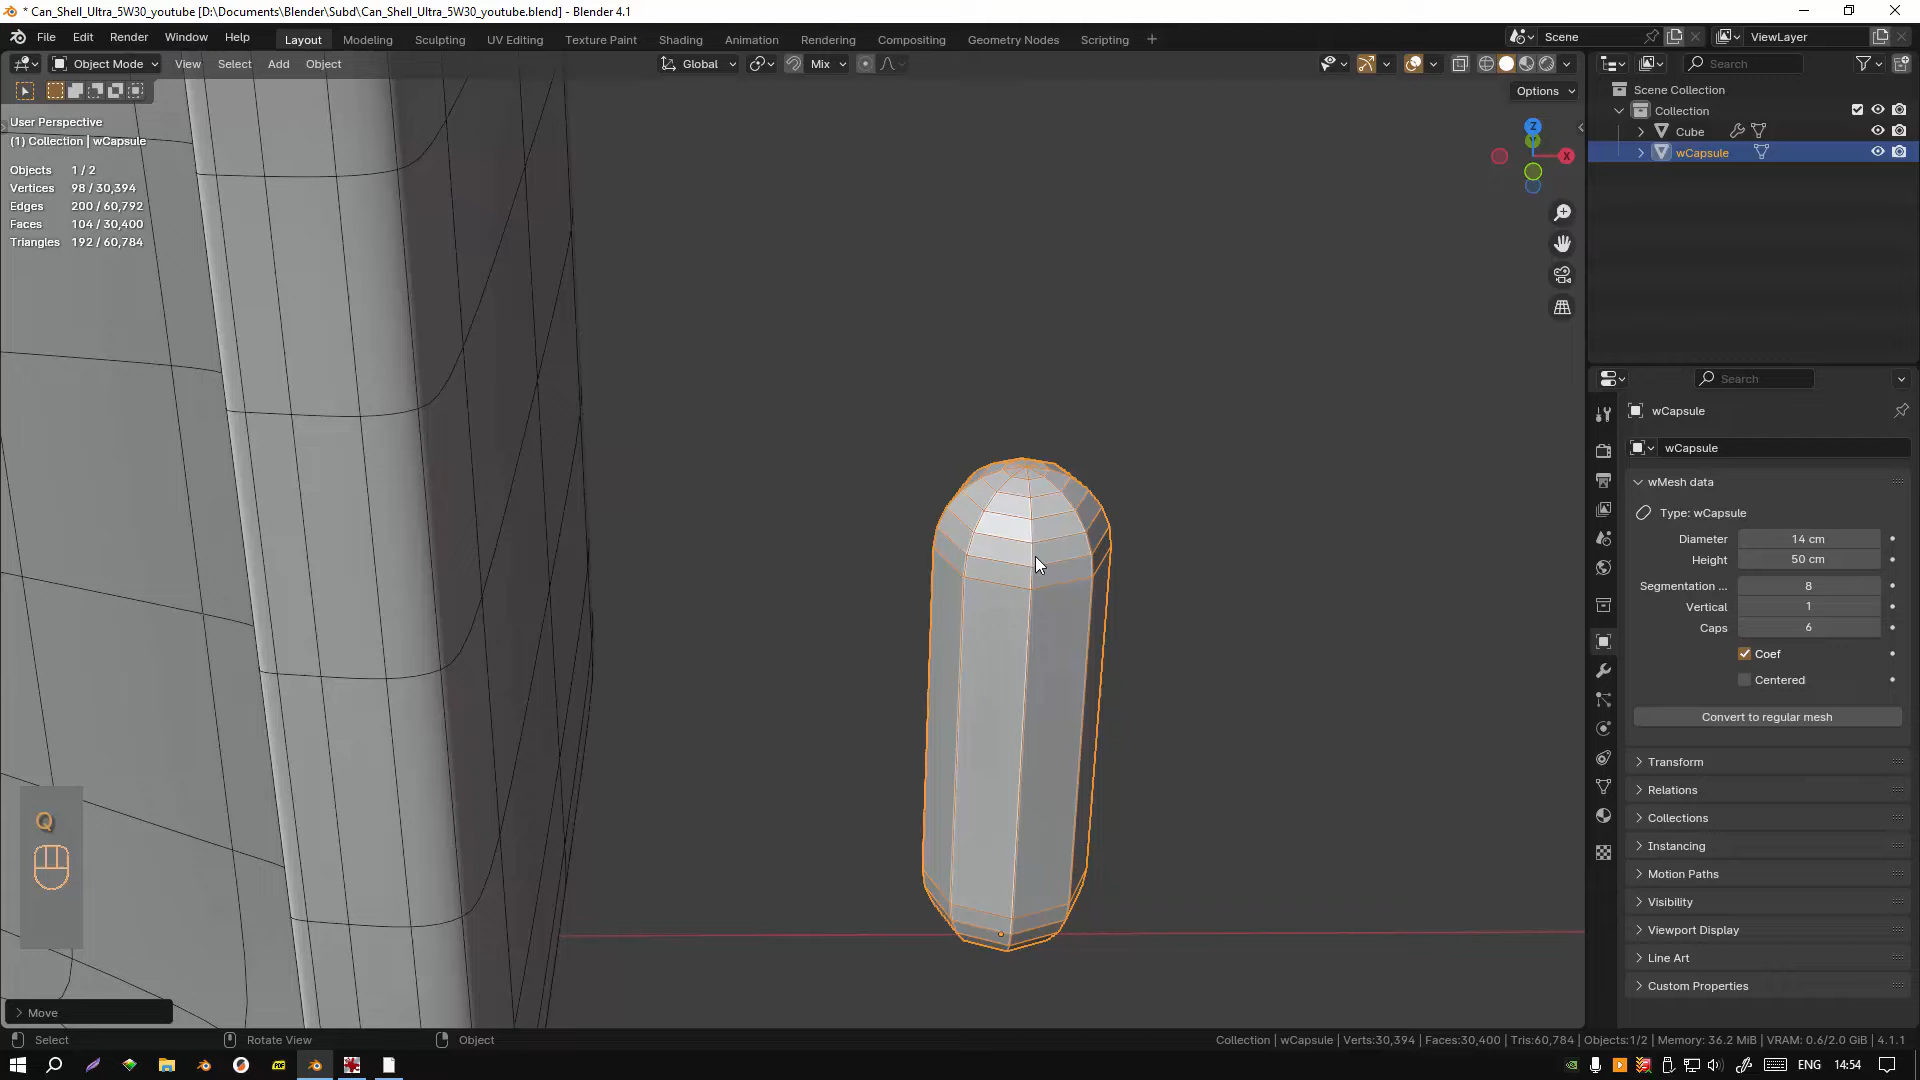 * Can_Shell_Ultra_5W30_youtube [D:\Documents\Blender\Subd\Can_Shell_Ultra_5W30_youtube.blend] - Blender 4.1
File Edit Render Window Help Layout Modeling Sculpting UV Editing Texture Paint Shading Animation Rendering Compositing Geometry Nodes Scripting + Scene ViewLayer
Object Mode View Select Add Object Global Mix Search
Options
User Perspective
(1) Collection | wCapsule
Objects 1 / 2
Vertices 98 / 30,394
Edges 200 / 60,792
Faces 104 / 30,400
Triangles 192 / 60,784
Z
X
Scene Collection
Collection
Cube
wCapsule
Search
wCapsule
wCapsule
wMesh data
Type: wCapsule
Diameter 14 cm
Height 50 cm
Segmentation ... 8
Vertical 1
Caps 6
Coef
Centered
Convert to regular mesh
Transform
Relations
Collections
Instancing
Motion Paths
Visibility
Viewport Display
Line Art
Custom Properties
Q
Move
Select Rotate View Object Collection | wCapsule | Verts:30,394 | Faces:30,400 | Tris:60,784 | Objects:1/2 | Memory: 36.2 MiB | VRAM: 0.6/2.0 GiB | 4.1.1
ENG 14:54